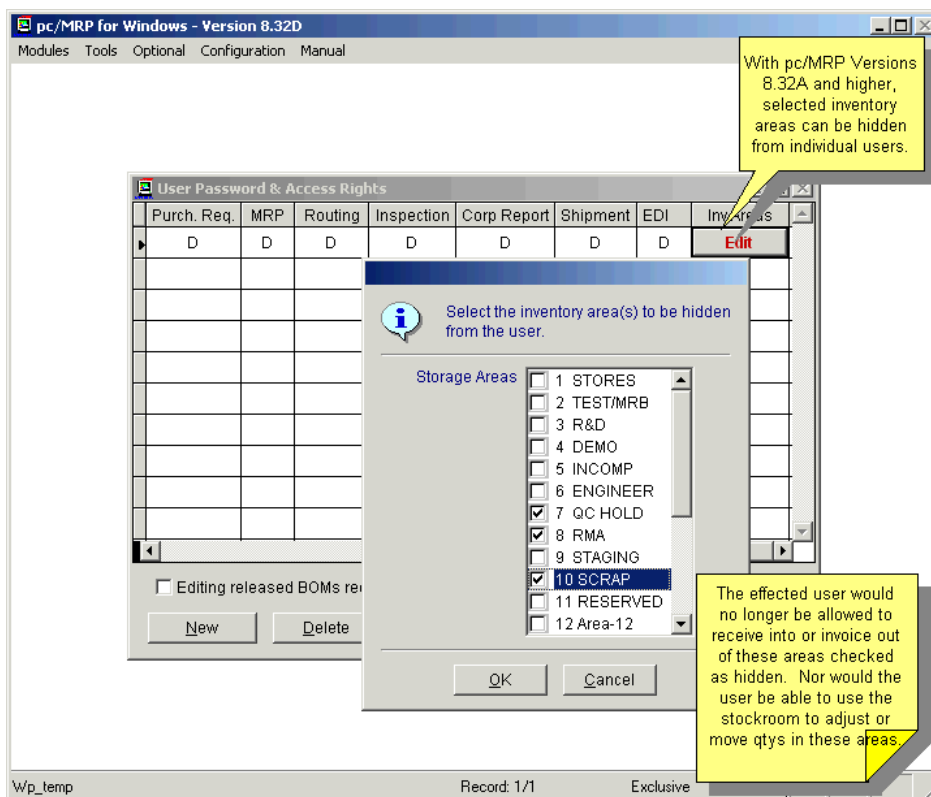 pc/MRP for Windows - Version 8.32D
Modules Tools Optional Configuration Manual
With pc/MRP Versions
8.32A and higher,
selected inventory
areas can be hidden
from individual users.
User Password & Access Rights
Purch. Req. MRP Routing Inspection Corp Report Shipment EDI Inv Areas
D D D D D D D Edit
Select the inventory area(s) to be hidden
from the user.
Storage Areas
1 STORES
2 TEST/MRB
3 R&D
4 DEMO
5 INCOMP
6 ENGINEER
7 QC HOLD
8 RMA
9 STAGING
10 SCRAP
11 RESERVED
12 Area-12
Editing released BOMs re
New Delete
OK Cancel
The effected user would
no longer be allowed to
receive into or invoice out
of these areas checked
as hidden. Nor would the
user be able to use the
stockroom to adjust or
move qtys in these areas.
Wp_temp Record: 1/1 Exclusive